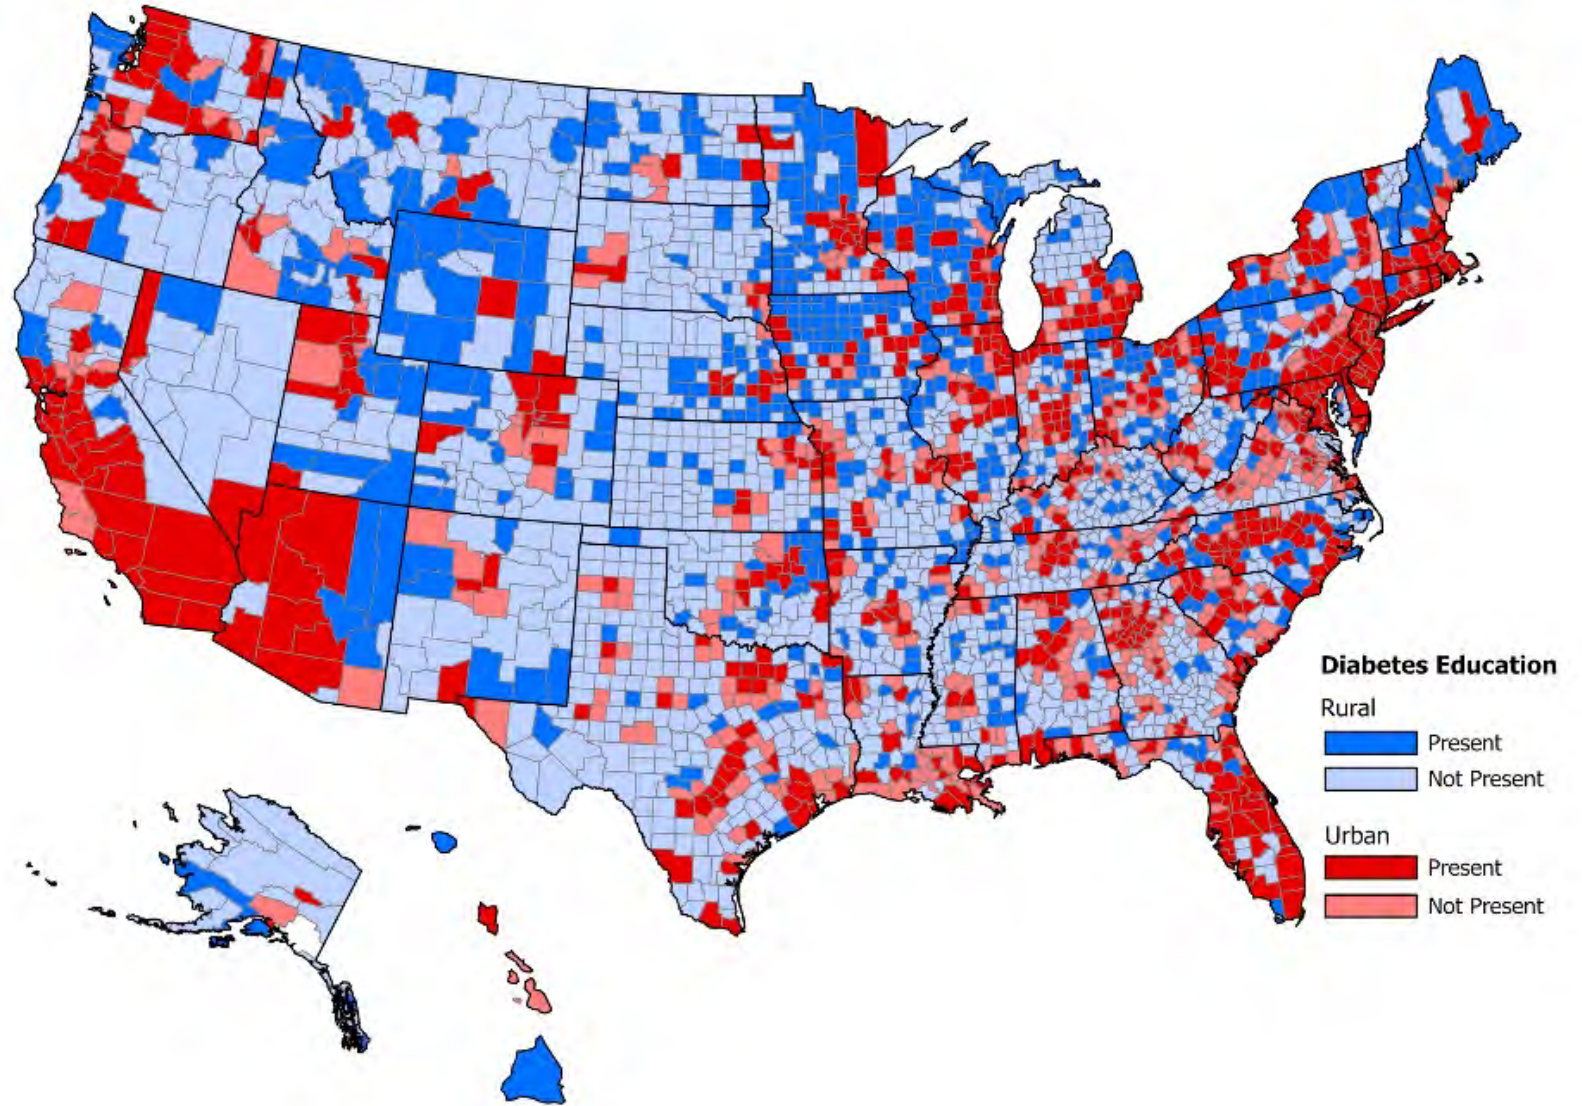 Diabetes Education
Rural
Present
Not Present
Urban
Present
Not Present